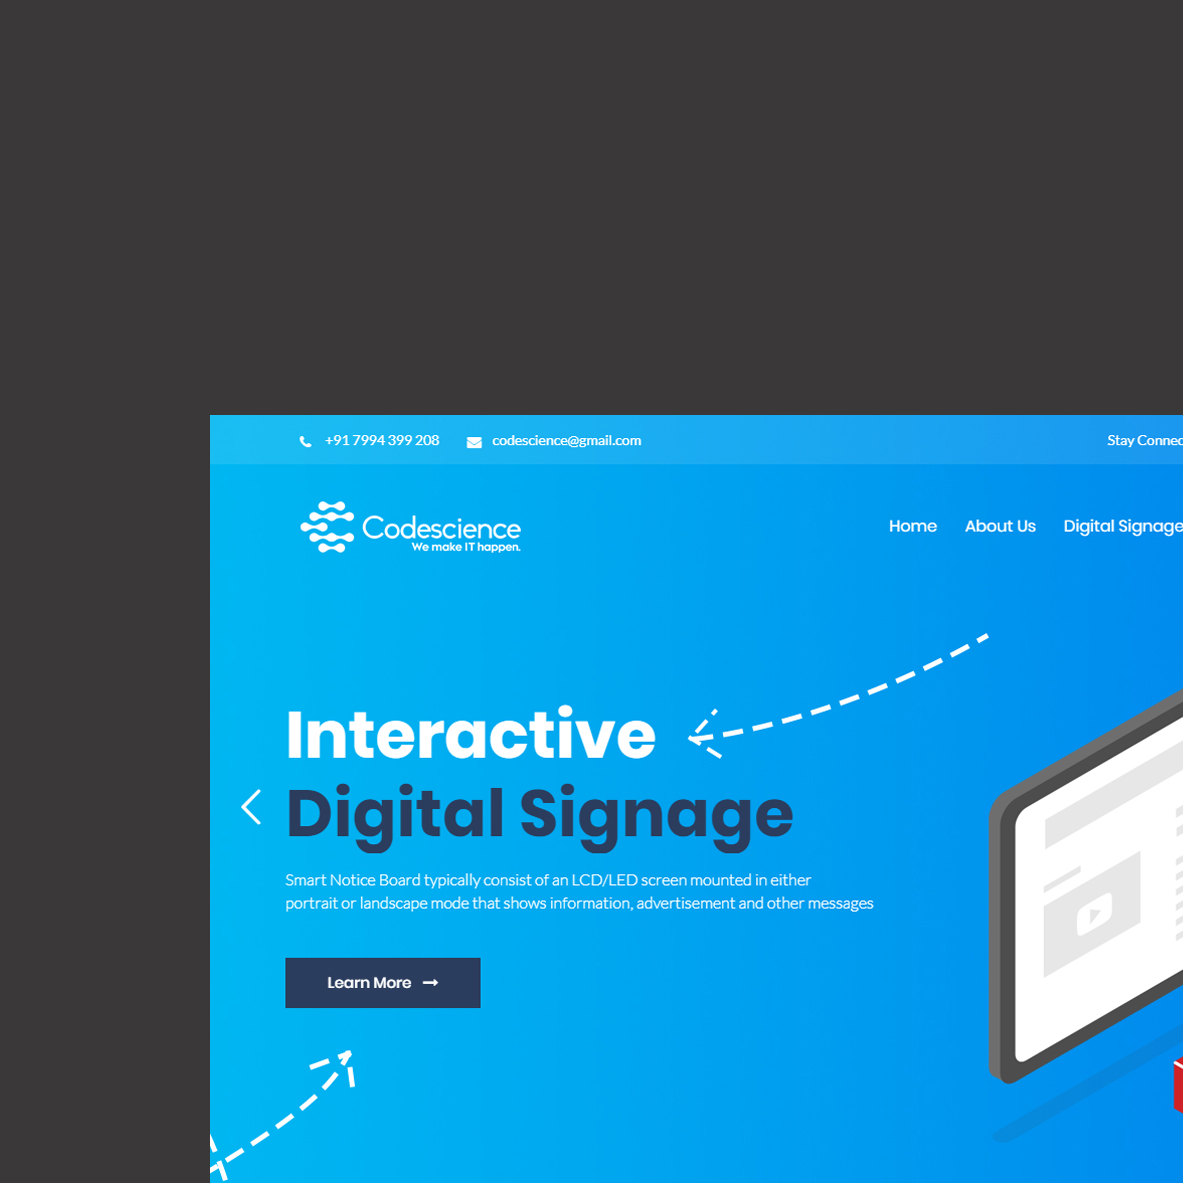 +91 7994 399 208 codescience@gmail.com Stay Connec
Codescience
We make IT happen.
Home About Us Digital Signage
Interactive
Digital Signage
Smart Notice Board typically consist of an LCD/LED screen mounted in either
portrait or landscape mode that shows information, advertisement and other messages
Learn More